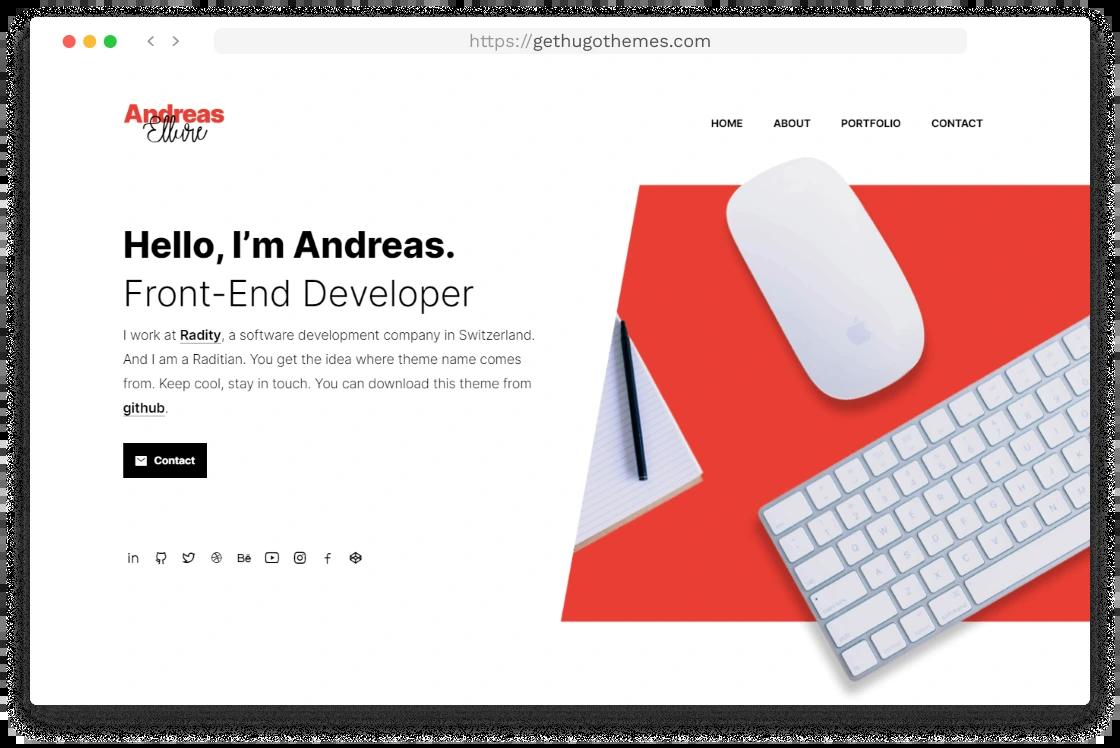 https://gethugothemes.com
Andreas
Ellure
HOME ABOUT PORTFOLIO CONTACT
Hello, I’m Andreas.
Front-End Developer
I work at Radity, a software development company in Switzerland.
And I am a Raditian. You get the idea where theme name comes
from. Keep cool, stay in touch. You can download this theme from
github.
Contact
in
Bē